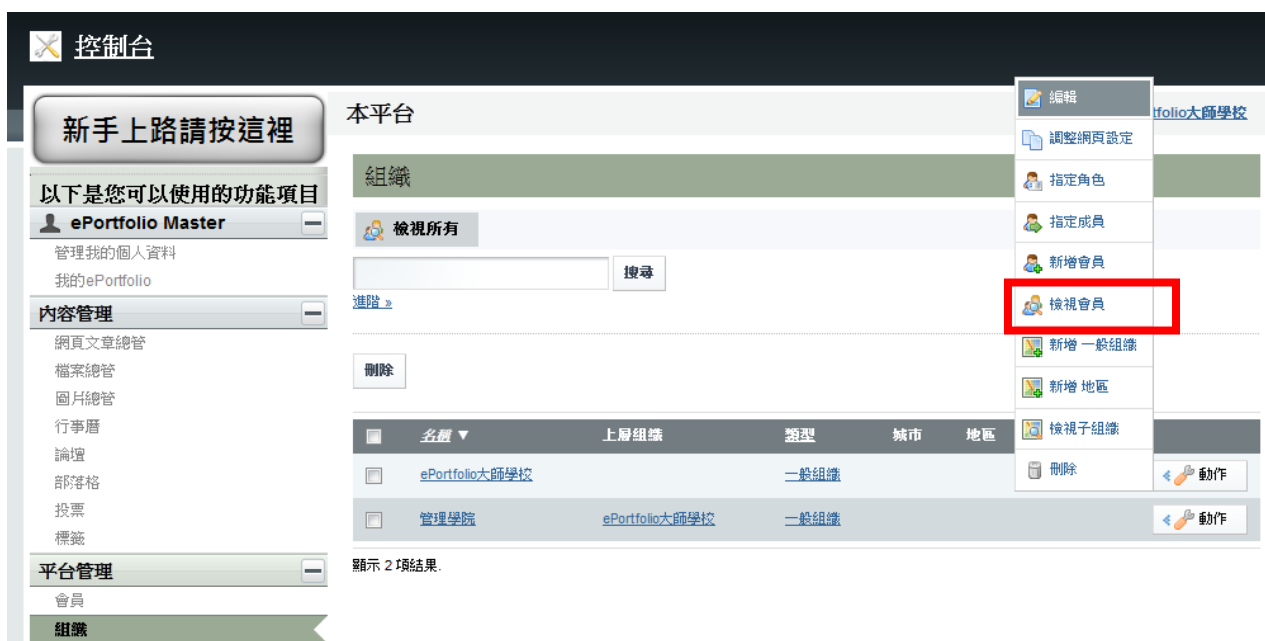 控制台
新手上路請按這裡
以下是您可以使用的功能項目
ePortfolio Master
管理我的個人資料
我的ePortfolio
內容管理
網頁文章總管
檔案總管
圖片總管
行事曆
論壇
部落格
投票
標籤
平台管理
會員
組織
本平台
tfolio大師學校
組織
檢視所有
搜尋
進階 »
刪除
名稱 ▼ 上層組織 類型 城市 地區
ePortfolio大師學校 一般組織 動作
管理學院 ePortfolio大師學校 一般組織 動作
顯示 2 項結果.
編輯
調整網頁設定
指定角色
指定成員
新增會員
檢視會員
新增 一般組織
新增 地區
檢視子組織
刪除